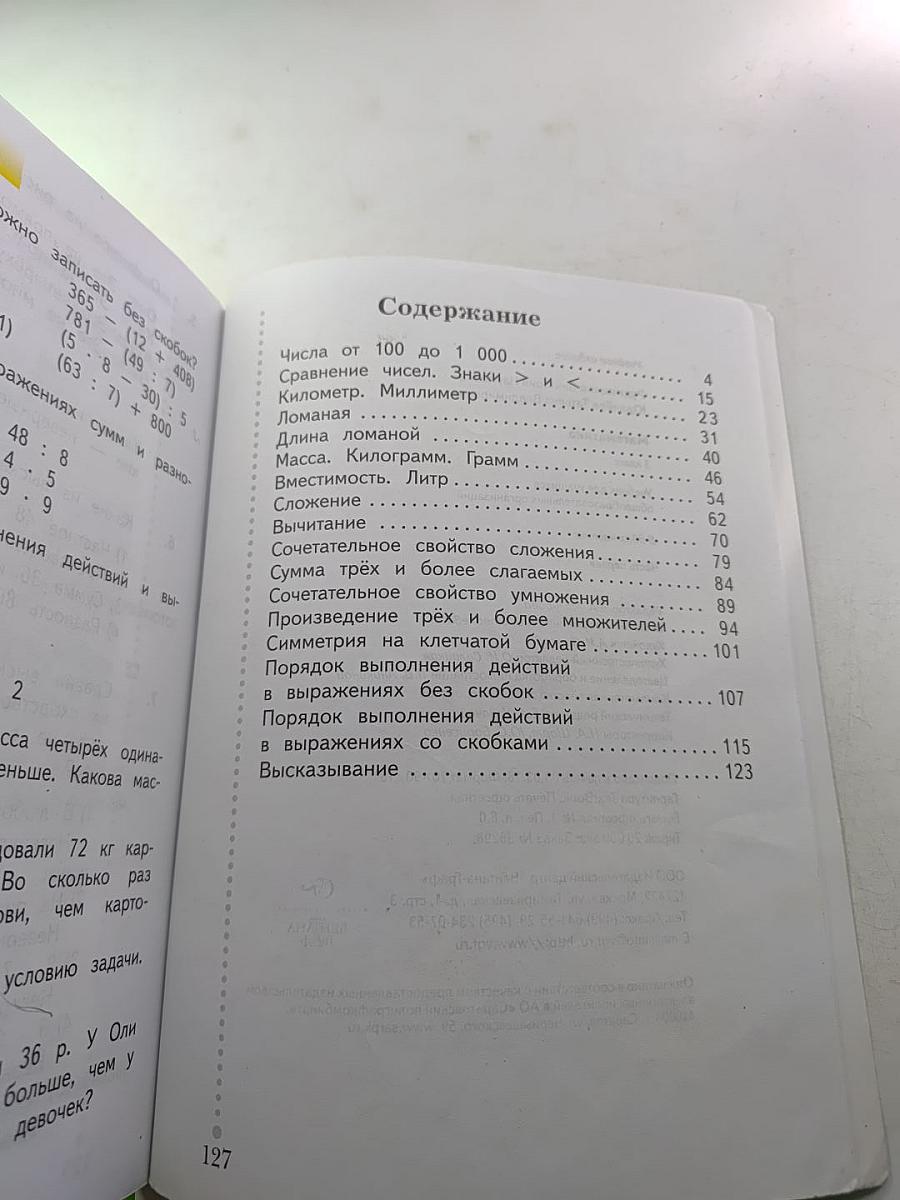 ожно записать без скобок?
365 – (12 + 408)
1) 781 – (49 : 7)
(5 · 8 – 30) : 5
(63 : 7) + 800
ражениях сумм и разно-
48 : 8
4 · 5
9 · 9
нения действий и вы-
2
сса четырёх одина-
еньше. Какова мас-
довали 72 кг кар-
Во сколько раз
ови, чем карто-
условию задачи.
36 р. У Оли
больше, чем у
девочек?
Содержание
Числа от 100 до 1 000 .................... 4
Сравнение чисел. Знаки > и < ............ 15
Километр. Миллиметр .................... 23
Ломаная .................... 31
Длина ломаной .................... 40
Масса. Килограмм. Грамм .................... 46
Вместимость. Литр .................... 54
Сложение .................... 62
Вычитание .................... 70
Сочетательное свойство сложения .......... 79
Сумма трёх и более слагаемых ........... 84
Сочетательное свойство умножения ........ 89
Произведение трёх и более множителей .... 94
Симметрия на клетчатой бумаге ........... 101
Порядок выполнения действий
в выражениях без скобок ................ 107
Порядок выполнения действий
в выражениях со скобками ............... 115
Высказывание ............................ 123
127